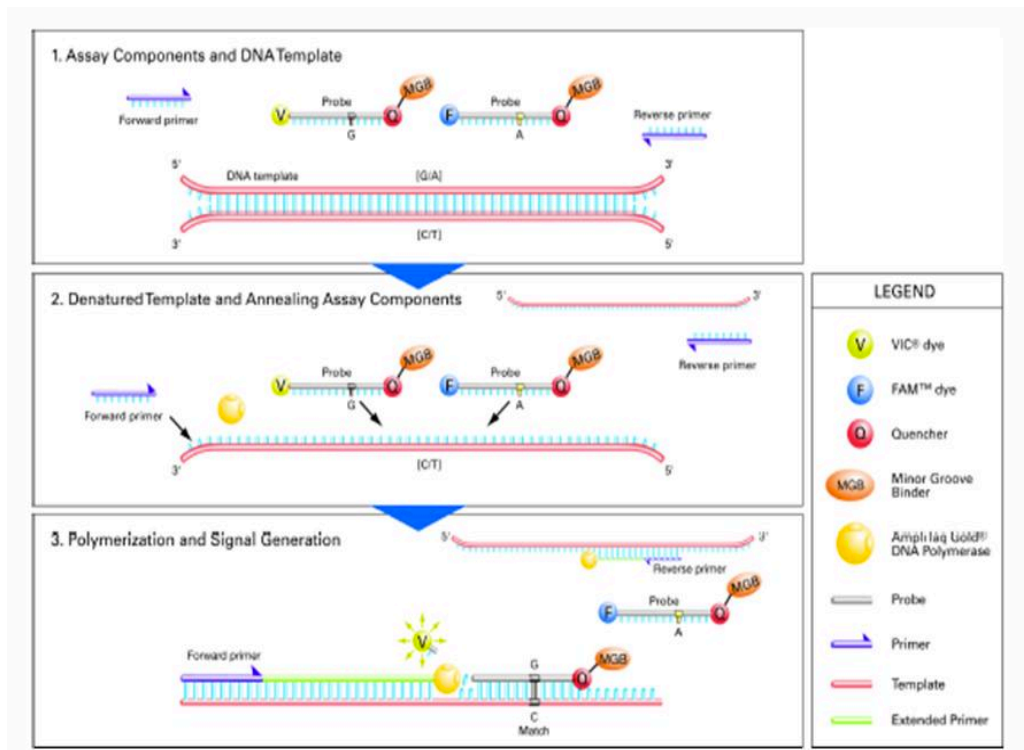 1. Assay Components and DNA Template
MGB
MGB
V
Probe
Q
F
Probe
Q
Forward primer
G
A
Reverse primer
5'
DNA template
[G/A]
3'
3'
[C/T]
5'
2. Denatured Template and Annealing Assay Components
5'
3'
MGB
MGB
Reverse primer
V
Probe
Q
F
Probe
Q
Forward primer
G
A
3'
[C/T]
5'
3. Polymerization and Signal Generation
5'
3'
Reverse primer
MGB
F
Probe
Q
A
V
Forward primer
G
Q
MGB
C
Match
LEGEND
V
VIC® dye
F
FAM™ dye
Q
Quencher
MGB
Minor Groove
Binder
AmpliTaq Gold®
DNA Polymerase
Probe
Primer
Template
Extended Primer